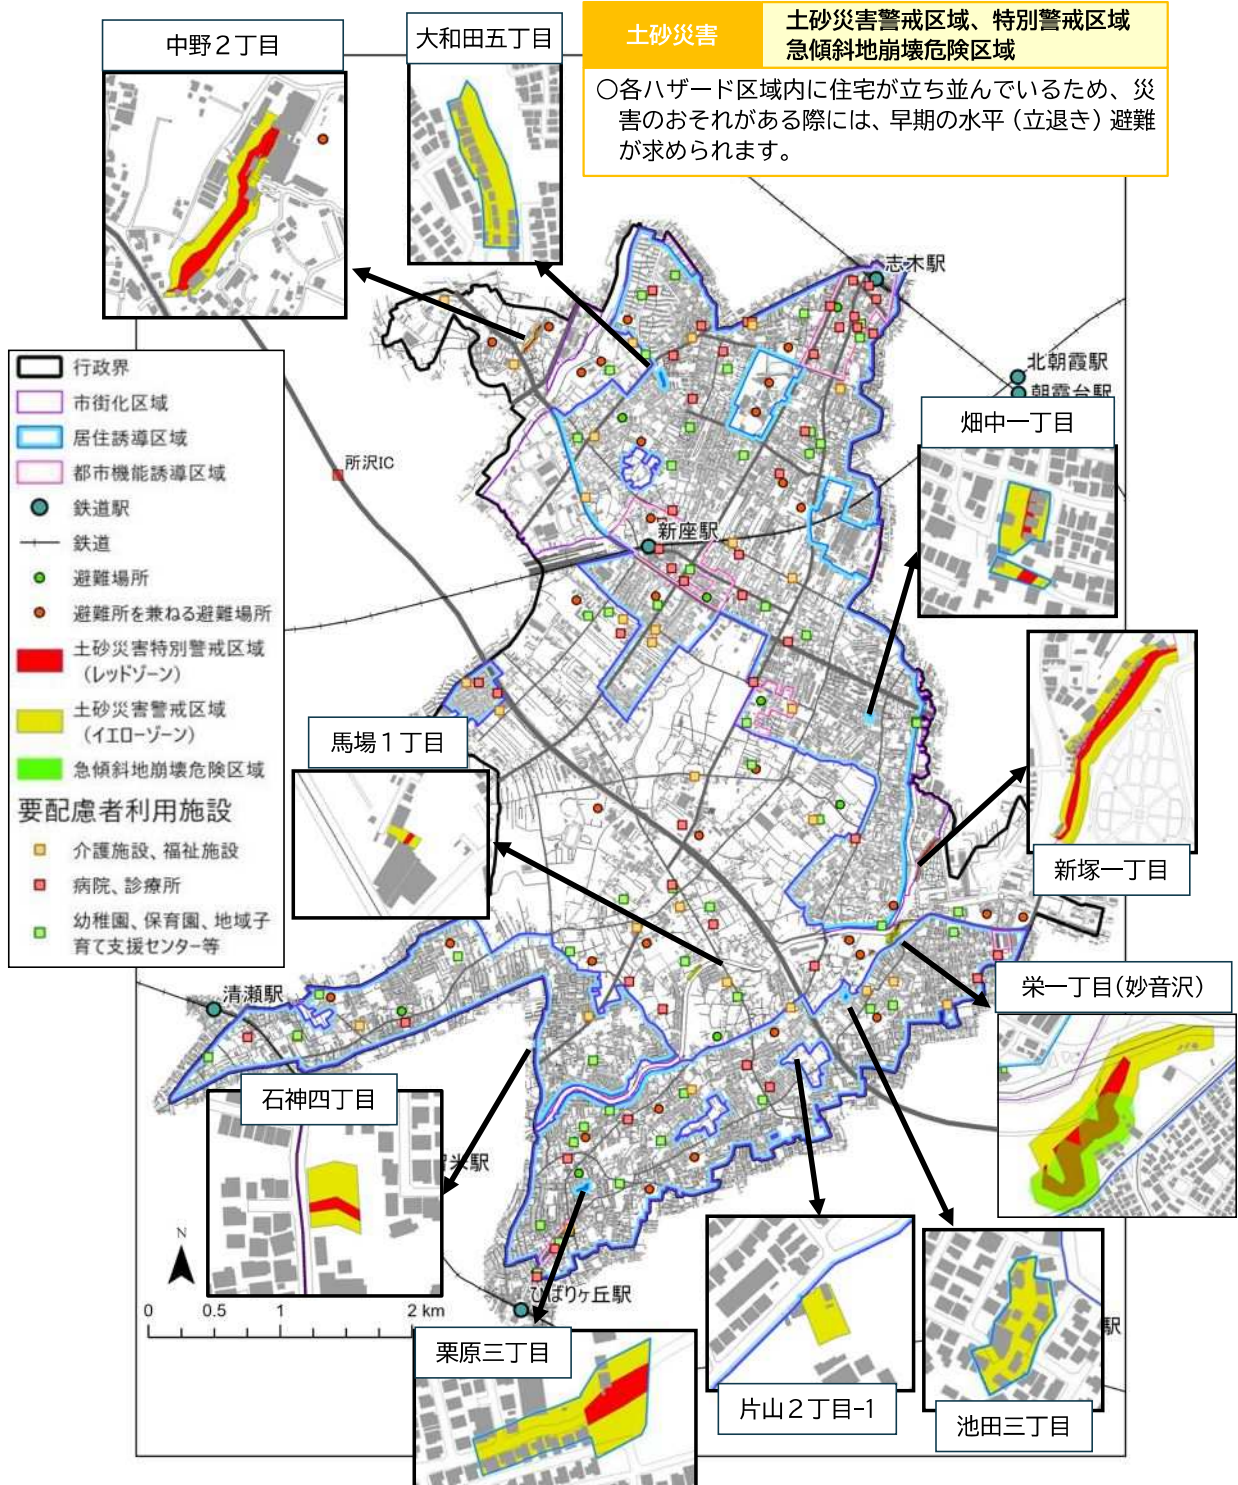 土砂災害
土砂災害警戒区域、特別警戒区域
急傾斜地崩壊危険区域
○各ハザード区域内に住宅が立ち並んでいるため、災
害のおそれがある際には、早期の水平（立退き）避難
が求められます。
中野２丁目
大和田五丁目
志木駅
北朝霞駅
朝霞台駅
畑中一丁目
行政界
市街化区域
居住誘導区域
都市機能誘導区域
鉄道駅
鉄道
避難場所
避難所を兼ねる避難場所
土砂災害特別警戒区域
（レッドゾーン）
土砂災害警戒区域
（イエローゾーン）
急傾斜地崩壊危険区域
要配慮者利用施設
介護施設、福祉施設
病院、診療所
幼稚園、保育園、地域子
育て支援センター等
所沢IC
新座駅
馬場１丁目
新塚一丁目
清瀬駅
栄一丁目(妙音沢)
石神四丁目
米駅
N
0 0.5 1 2 km
ひばりヶ丘駅
栗原三丁目
片山２丁目-1
池田三丁目
駅